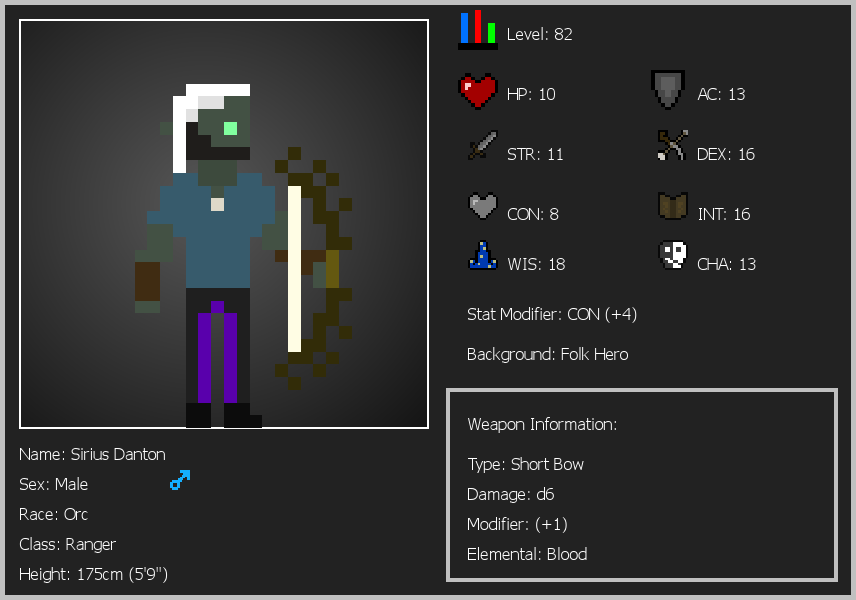 Level: 82
HP: 10
AC: 13
STR: 11
DEX: 16
CON: 8
INT: 16
WIS: 18
CHA: 13
Stat Modifier: CON (+4)
Background: Folk Hero
Weapon Information:
Type: Short Bow
Damage: d6
Modifier: (+1)
Elemental: Blood
Name: Sirius Danton
Sex: Male
Race: Orc
Class: Ranger
Height: 175cm (5'9")